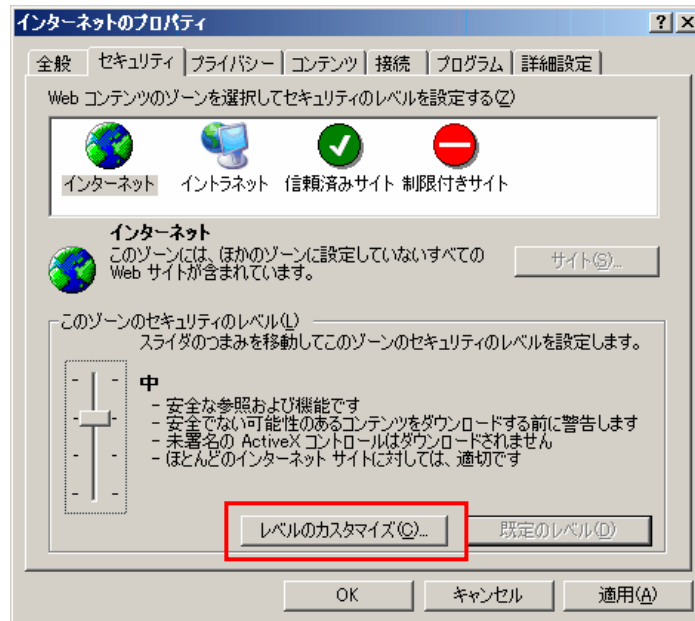 インターネットのプロパティ
? ×
全般 セキュリティ プライバシー コンテンツ 接続 プログラム 詳細設定
Web コンテンツのゾーンを選択してセキュリティのレベルを設定する(Z)
インターネット イントラネット 信頼済みサイト 制限付きサイト
インターネット
このゾーンには、ほかのゾーンに設定していないすべての
Web サイトが含まれています。
サイト(S)...
このゾーンのセキュリティのレベル(L)
スライダのつまみを移動してこのゾーンのセキュリティのレベルを設定します。
中
- 安全な参照および機能です
- 安全でない可能性のあるコンテンツをダウンロードする前に警告します
- 未署名の ActiveX コントロールはダウンロードされません
- ほとんどのインターネット サイトに対しては、適切です
レベルのカスタマイズ(C)... 既定のレベル(D)
OK キャンセル 適用(A)